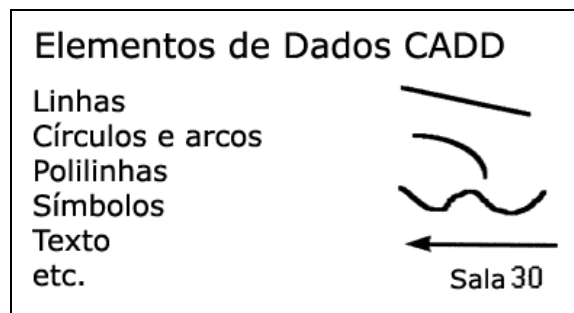 Elementos de Dados CADD
Linhas
Círculos e arcos
Polilinhas
Símbolos
Texto
etc.
Sala 30